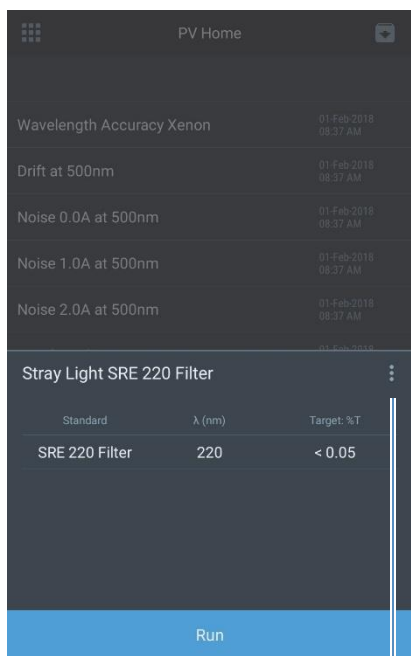 PV Home
Wavelength Accuracy Xenon
01-Feb-2018
08:37 AM
Drift at 500nm
01-Feb-2018
08:37 AM
Noise 0.0A at 500nm
01-Feb-2018
08:37 AM
Noise 1.0A at 500nm
01-Feb-2018
08:37 AM
Noise 2.0A at 500nm
01-Feb-2018
08:37 AM
01-Feb-2018
Stray Light SRE 220 Filter
Standard λ (nm) Target: %T
SRE 220 Filter 220 < 0.05
Run